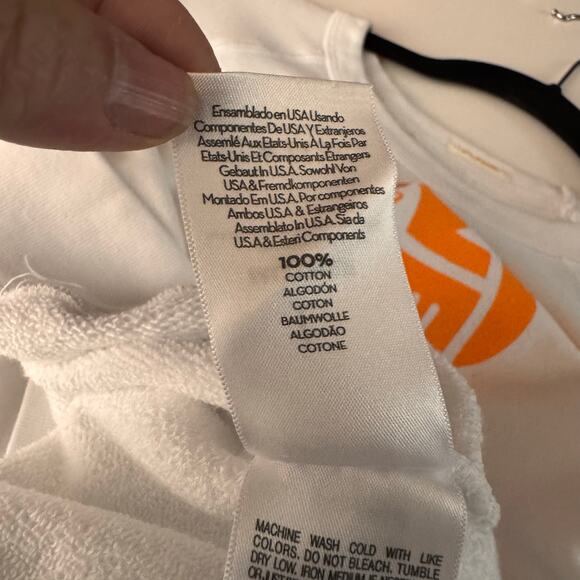 Ensamblado en USA Usando
Componentes De USA Y Extranjeros
Assemlé Aux Etats-Unis A La Fois Par
Etats-Unis Et Composants Etrangers
Gebaut In U.S.A. Sowohl Von
USA & Fremdkomponenten
Montado Em U.S.A. Por componentes
Ambos U.S.A & Estrangeiros
Assemblato In U.S.A. Sia da
U.S.A & Esteri Components
100%
COTTON
ALGODÓN
COTON
BAUMWOLLE
ALGODÃO
COTONE
MACHINE WASH COLD WITH LIKE
COLORS. DO NOT BLEACH. TUMBLE
DRY LOW. IRON MEDIUM IF